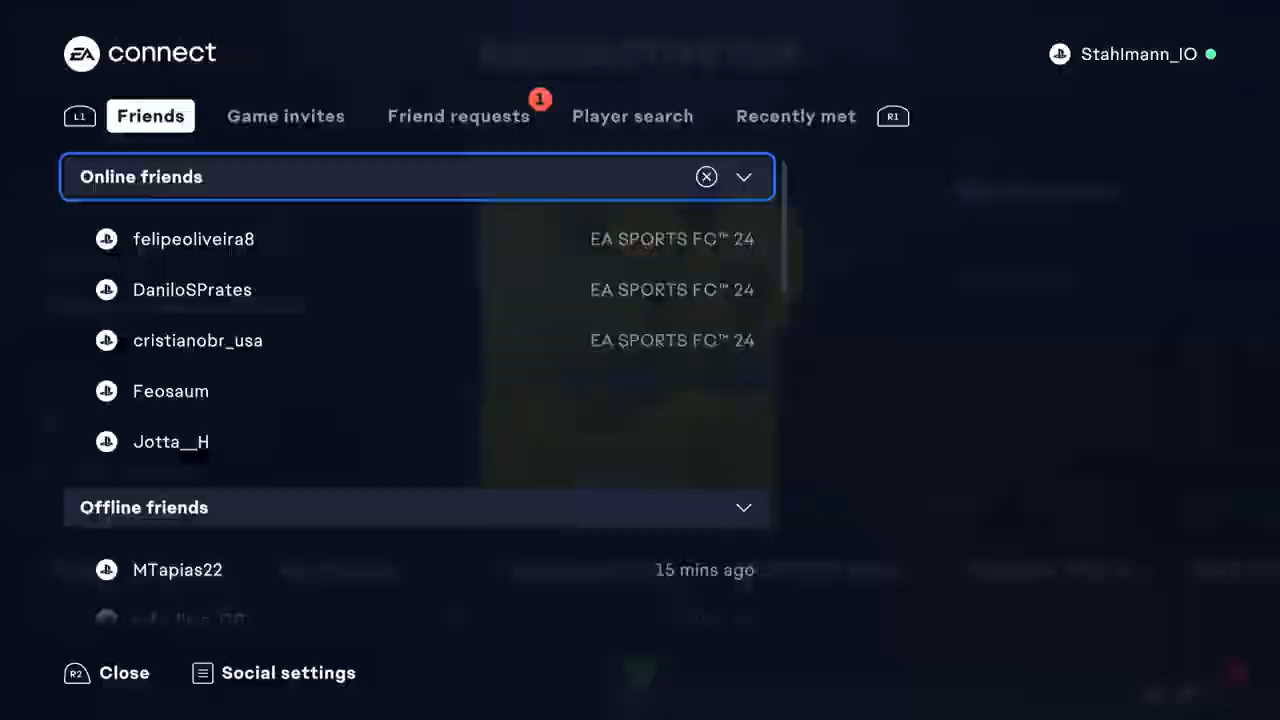 EA connect
Stahlmann_IO
L1 Friends Game invites Friend requests 1 Player search Recently met R1
Online friends
felipeoliveira8 EA SPORTS FC™ 24
DaniloSPrates EA SPORTS FC™ 24
cristianobr_usa EA SPORTS FC™ 24
Feosaum
Jotta__H
Offline friends
MTapias22 15 mins ago
R2 Close Social settings